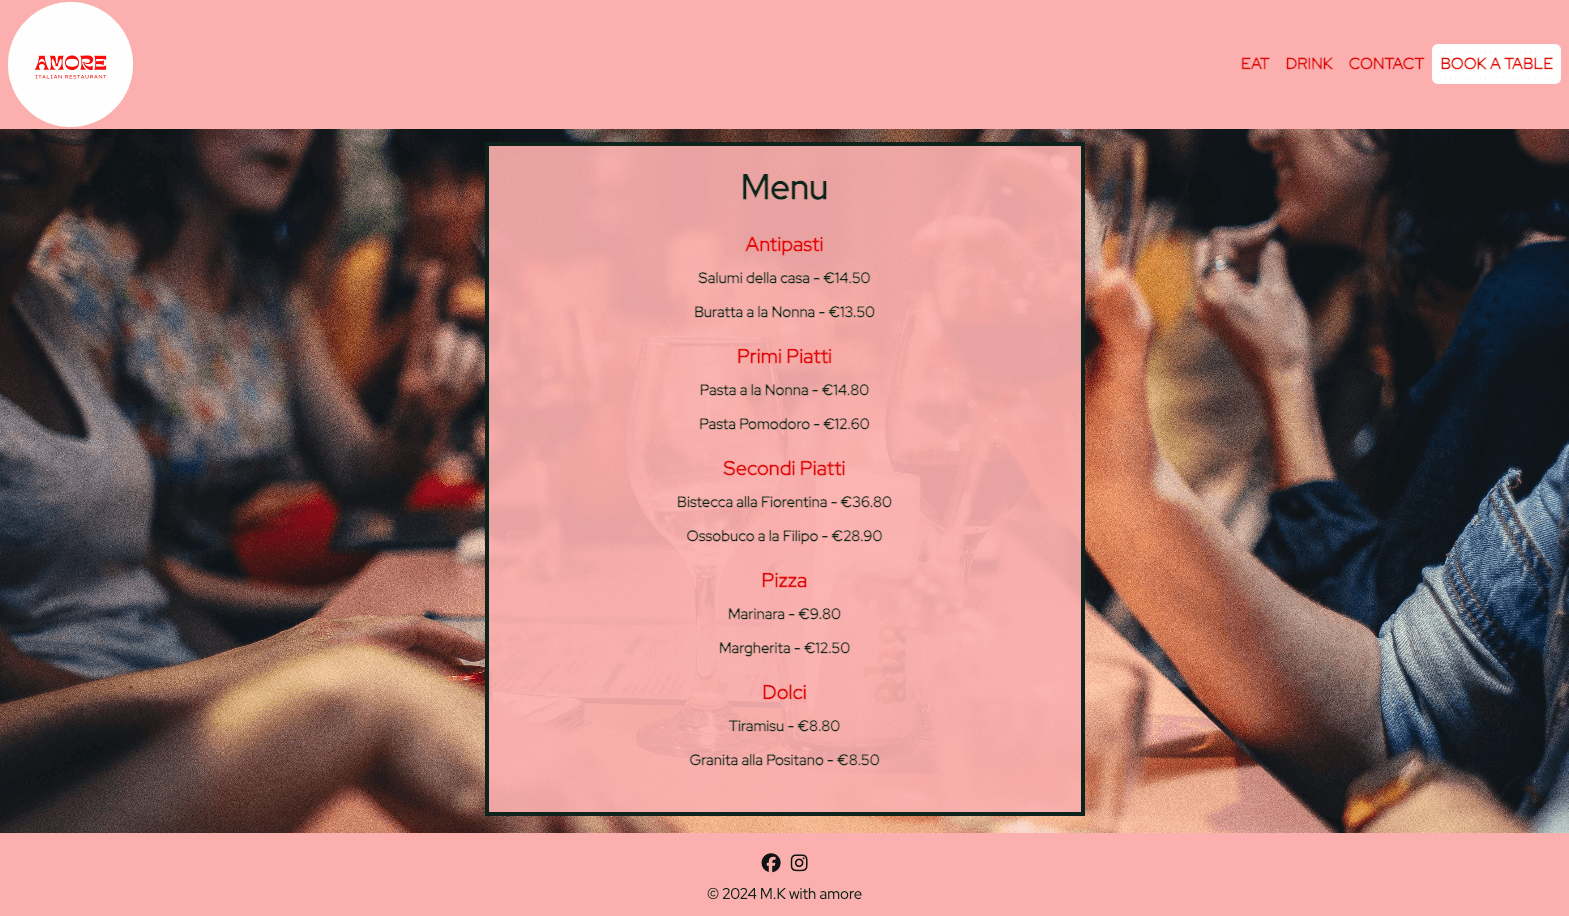 AMORE
ITALIAN RESTAURANT
EAT DRINK CONTACT BOOK A TABLE
Menu
Antipasti
Salumi della casa - €14.50
Buratta a la Nonna - €13.50
Primi Piatti
Pasta a la Nonna - €14.80
Pasta Pomodoro - €12.60
Secondi Piatti
Bistecca alla Fiorentina - €36.80
Ossobuco a la Filipo - €28.90
Pizza
Marinara - €9.80
Margherita - €12.50
Dolci
Tiramisu - €8.80
Granita alla Positano - €8.50
© 2024 M.K with amore